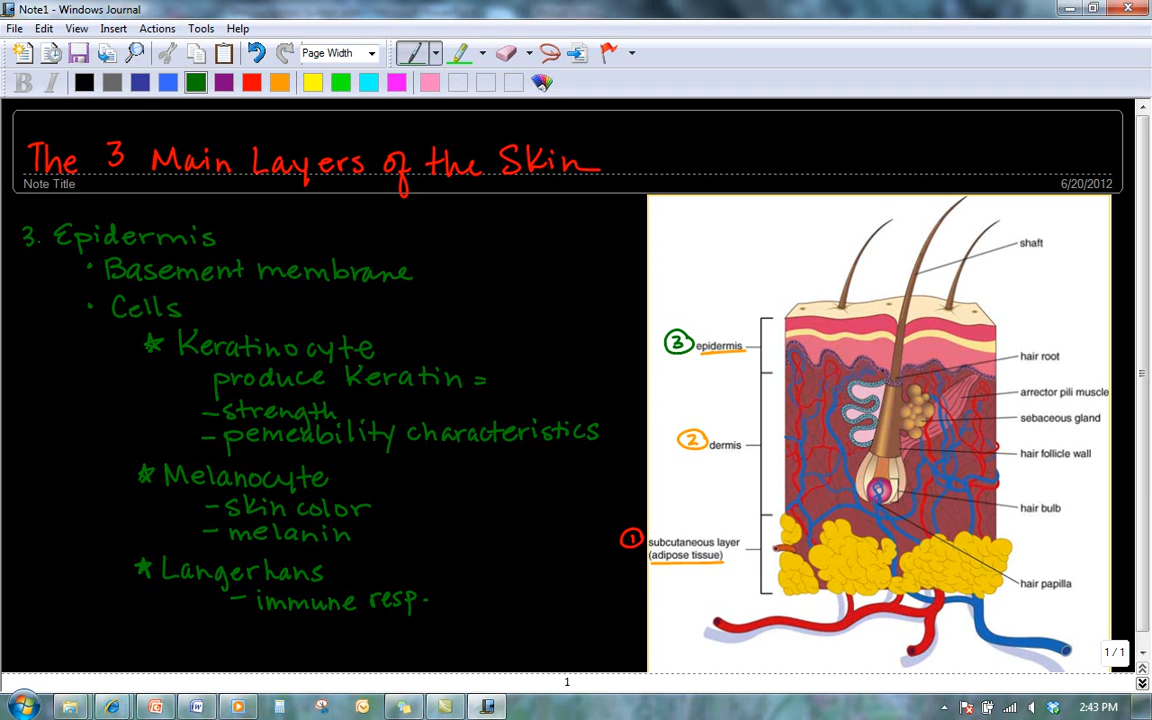 Note1 - Windows Journal
File Edit View Insert Actions Tools Help
Page Width
B I
The 3 Main Layers of the Skin
Note Title
6/20/2012
3. Epidermis
• Basement membrane
• Cells
* Keratinocyte
produce Keratin =
- strength
- pemeability characteristics
* Melanocyte
- skin color
- melanin
* Langerhans
- immune resp.
shaft
3 epidermis
hair root
arrector pili muscle
sebaceous gland
2 dermis
hair follicle wall
hair bulb
1 subcutaneous layer
(adipose tissue)
hair papilla
1 / 1
1
2:43 PM